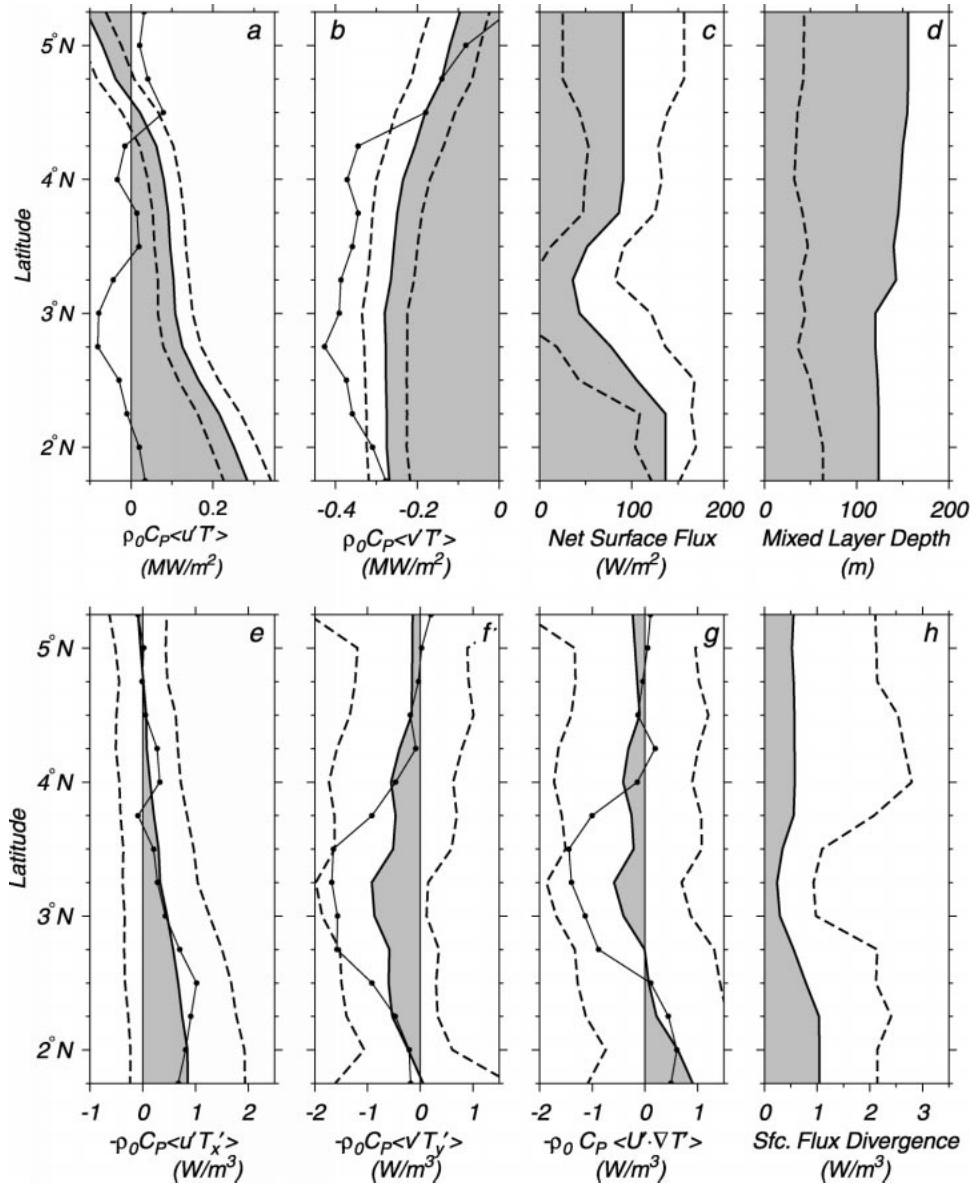 a
b
c
d
5°N
4°N
3°N
2°N
Latitude
0 0.2
-0.4 -0.2 0
0 100 200
0 100 200
ρ₀Cₚ<u'T'>
(MW/m²)
ρ₀Cₚ<v'T'>
(MW/m²)
Net Surface Flux
(W/m²)
Mixed Layer Depth
(m)
e
f
g
h
5°N
4°N
3°N
2°N
Latitude
-1 0 1 2
-2 -1 0 1
-2 -1 0 1
0 1 2 3
-ρ₀Cₚ<u'Tₓ'>
(W/m³)
-ρ₀Cₚ<v'Tᵧ'>
(W/m³)
-ρ₀ Cₚ <U'·∇T'>
(W/m³)
Sfc. Flux Divergence
(W/m³)